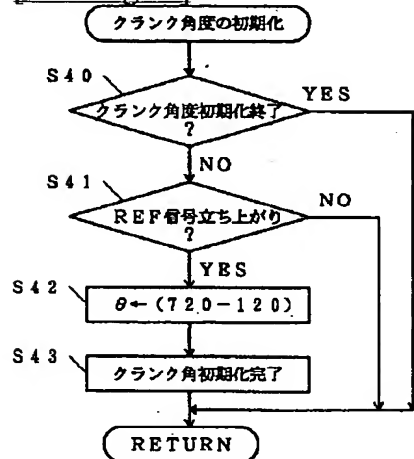 クランク角度の初期化
S40
クランク角度初期化終了
?
YES
NO
S41
REF信号立ち上がり
?
NO
YES
S42
θ←(720-120)
S43
クランク角初期化完了
RETURN